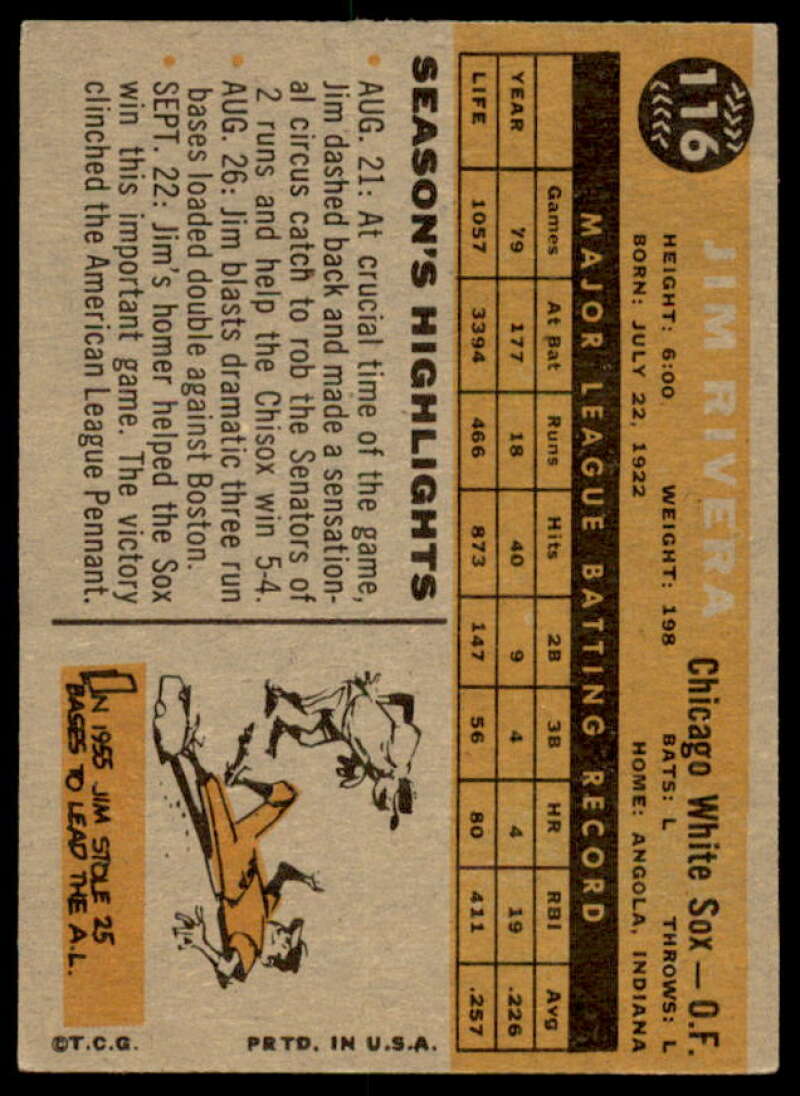 116
JIM RIVERA
Chicago White Sox—O.F.
HEIGHT: 6:00 WEIGHT: 198 BATS: L THROWS: L
BORN: JULY 22, 1922 HOME: ANGOLA, INDIANA
MAJOR LEAGUE BATTING RECORD
Games At Bat Runs Hits 2B 3B HR RBI Avg
YEAR 79 177 18 40 9 4 4 19 .226
LIFE 1057 3394 466 873 147 56 80 411 .257
SEASON'S HIGHLIGHTS
• AUG. 21: At crucial time of the game,
Jim dashed back and made a sensation-
al circus catch to rob the Senators of
2 runs and help the Chisox win 5-4.
• AUG. 26: Jim blasts dramatic three run
bases loaded double against Boston.
• SEPT. 22: Jim's homer helped the Sox
win this important game. The victory
clinched the American League Pennant.
IN 1955 JIM STOLE 25
BASES TO LEAD THE A.L.
©T.C.G. PRTD. IN U.S.A.